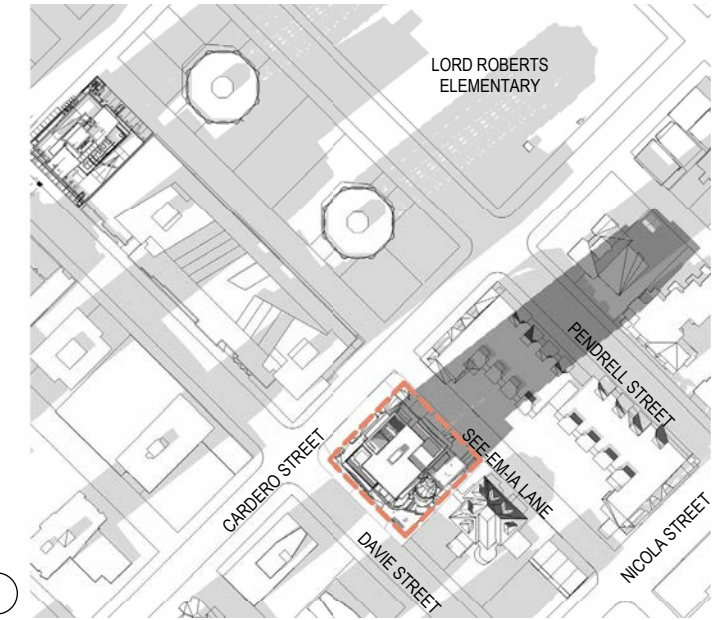 LORD ROBERTS
ELEMENTARY
PENDRELL STREET
CARDERO STREET
SEE-EM-IA LANE
DAVIE STREET
NICOLA STREET